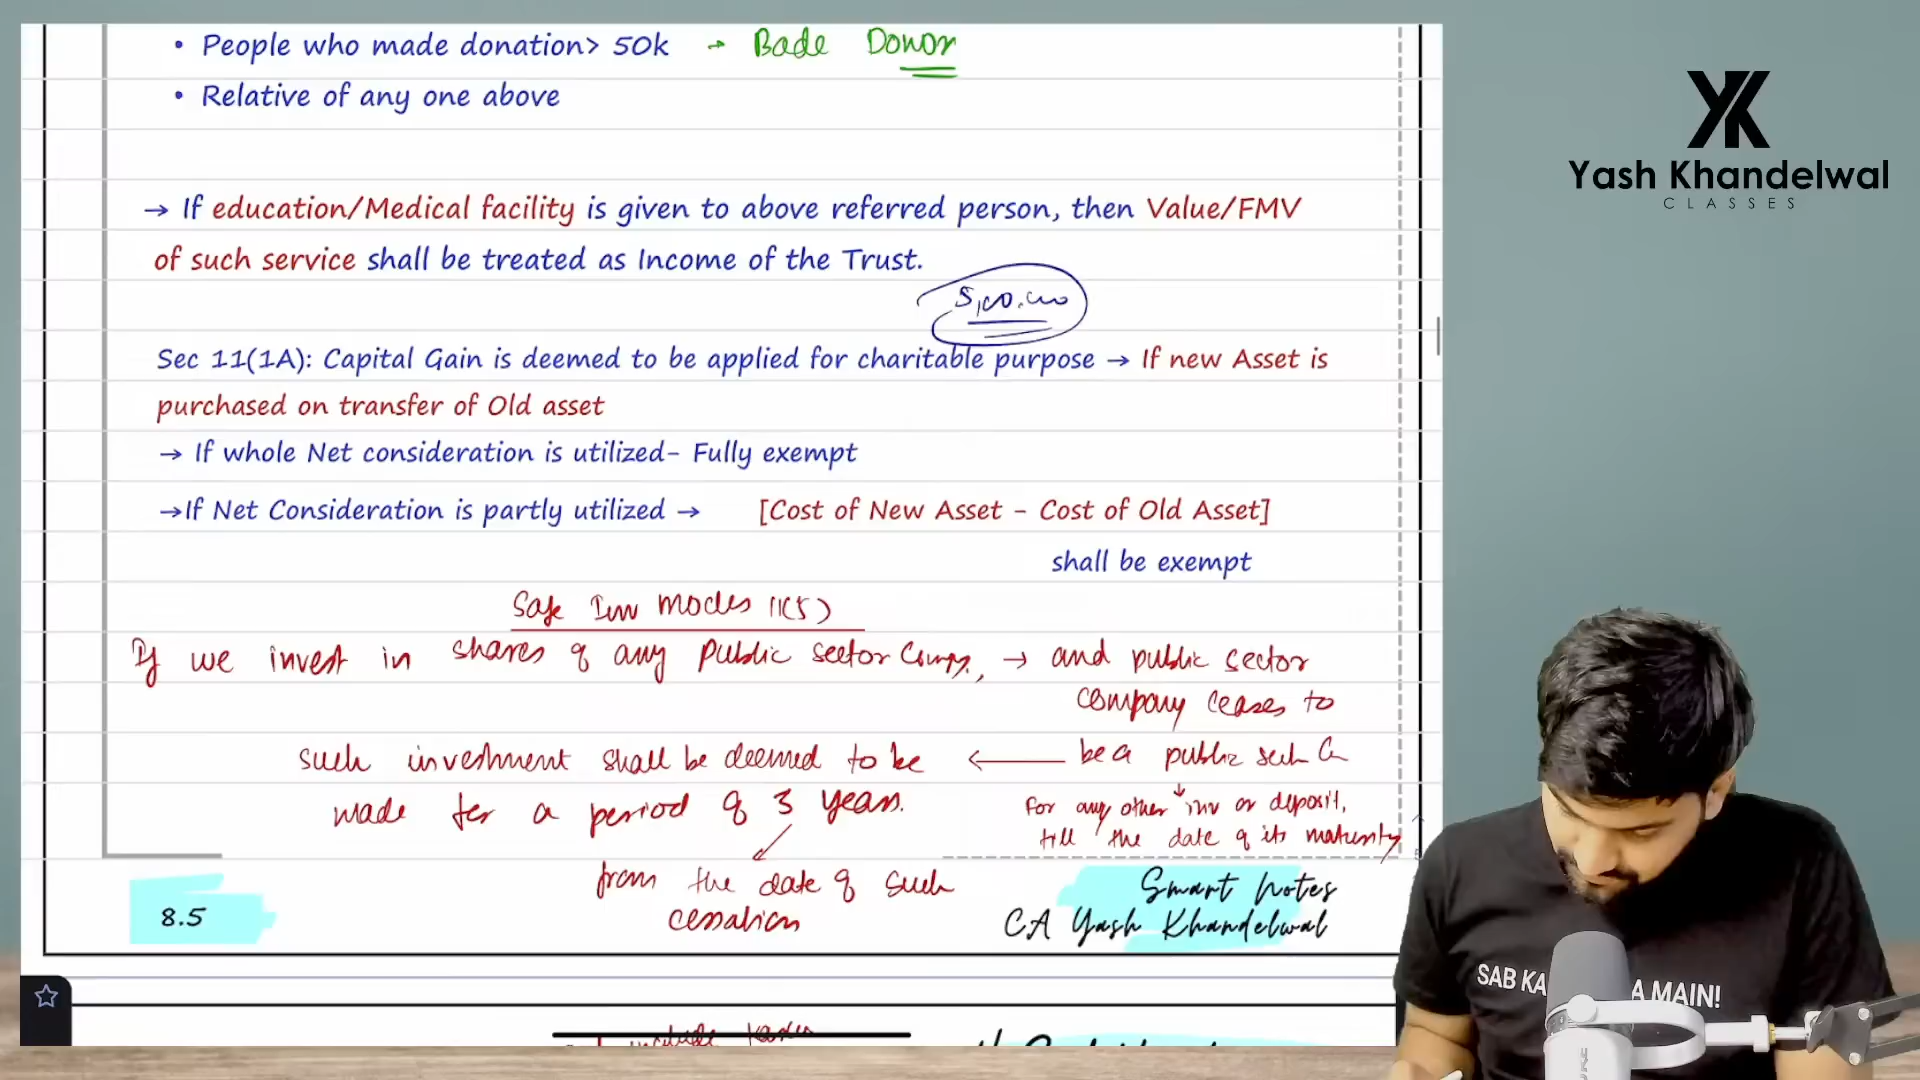 • People who made donation> 50k → Bade Donor
• Relative of any one above
→ If education/Medical facility is given to above referred person, then Value/FMV
of such service shall be treated as Income of the Trust.
Sec 11(1A): Capital Gain is deemed to be applied for charitable purpose → If new Asset is
purchased on transfer of Old asset
→ If whole Net consideration is utilized- Fully exempt
→If Net Consideration is partly utilized → [Cost of New Asset - Cost of Old Asset]
shall be exempt
Safe Inv modes 11(5)
If we invest in shares of any Public sector Comp., → and public sector
company ceases to
be a public sect Co
such investment shall be deemed to be ←
made for a period of 3 years.
For any other inv or deposit,
till the date of its maturity
from the date of such
cessation
8.5
Smart Notes
CA Yash Khandelwal
YK
Yash Khandelwal
CLASSES
SAB KA
A MAIN!